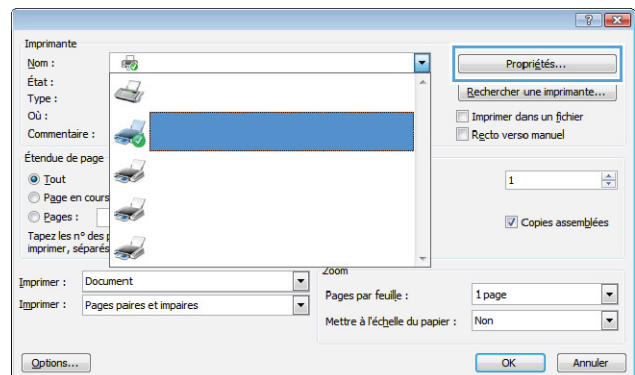 Imprimante
Nom :
Propriétés...
État :
Type :
Rechercher une imprimante...
Où :
Imprimer dans un fichier
Commentaire :
Recto verso manuel
Étendue de page
Tout
1
Page en cours
Pages :
Copies assemblées
Tapez les n° des
imprimer, séparés
Zoom
Imprimer : Document
Pages par feuille : 1 page
Imprimer : Pages paires et impaires
Mettre à l'échelle du papier : Non
Options...
OK
Annuler